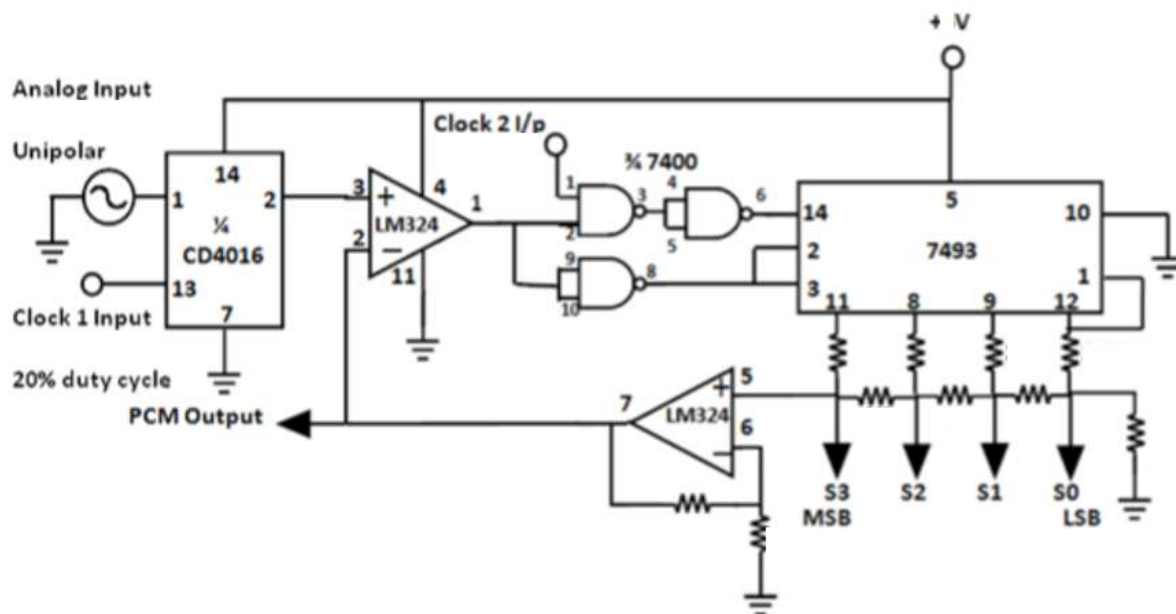 + V
Analog Input
Clock 2 I/p
Unipolar
¾ 7400
14
1
2
3
4
1
LM324
2
11
1
2
3
4
5
6
9
10
8
¼
CD4016
13
7
Clock 1 Input
20% duty cycle
14
5
10
2
7493
1
3
11
8
9
12
PCM Output
7
5
LM324
6
S3
S2
S1
S0
MSB
LSB
+
−
+
−